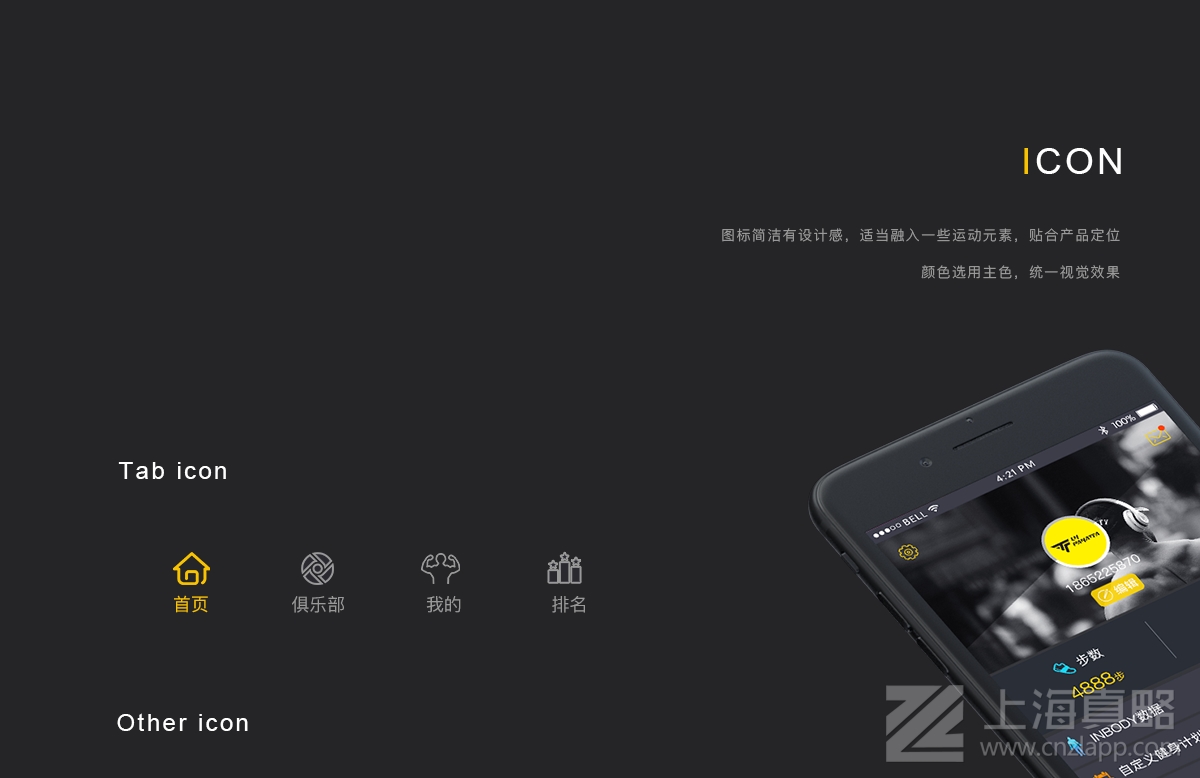 ICON
图标简洁有设计感，适当融入一些运动元素，贴合产品定位
颜色选用主色，统一视觉效果
Tab icon
首页
俱乐部
我的
排名
Other icon
BELL
4:21 PM
100%
1865225870
编辑
步数
4888步
INBODY数据
自定义健身计划
上海真略
www.cnzlapp.com